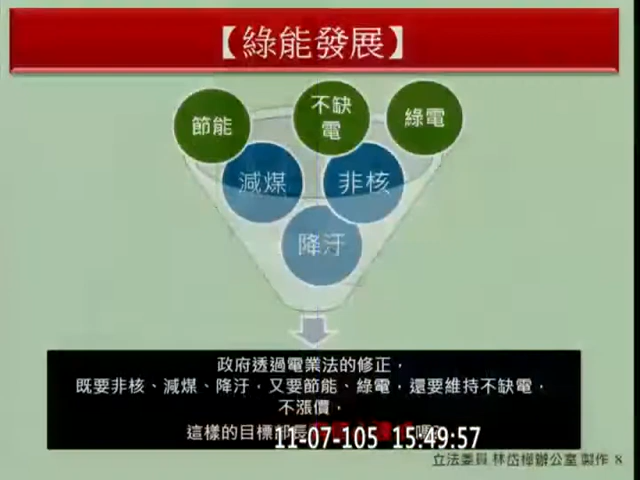 【綠能發展】
節能
不缺
電
綠電
減煤
非核
降汙
政府透過電業法的修正，
既要非核、減煤、降汙，又要節能、綠電，還要維持不缺電，
不漲價，
這樣的目標部長
11-07-105 15:49:57
立法委員 林岱樺辦公室 製作 8